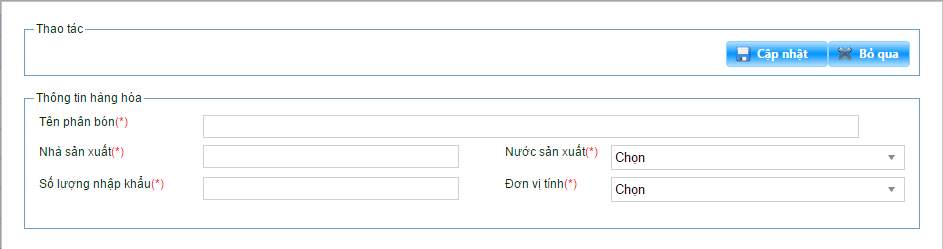 Thao tác
Cập nhật Bỏ qua
Thông tin hàng hóa
Tên phân bón(*)
Nhà sản xuất(*) Nước sản xuất(*) Chọn
Số lượng nhập khẩu(*) Đơn vị tính(*) Chọn